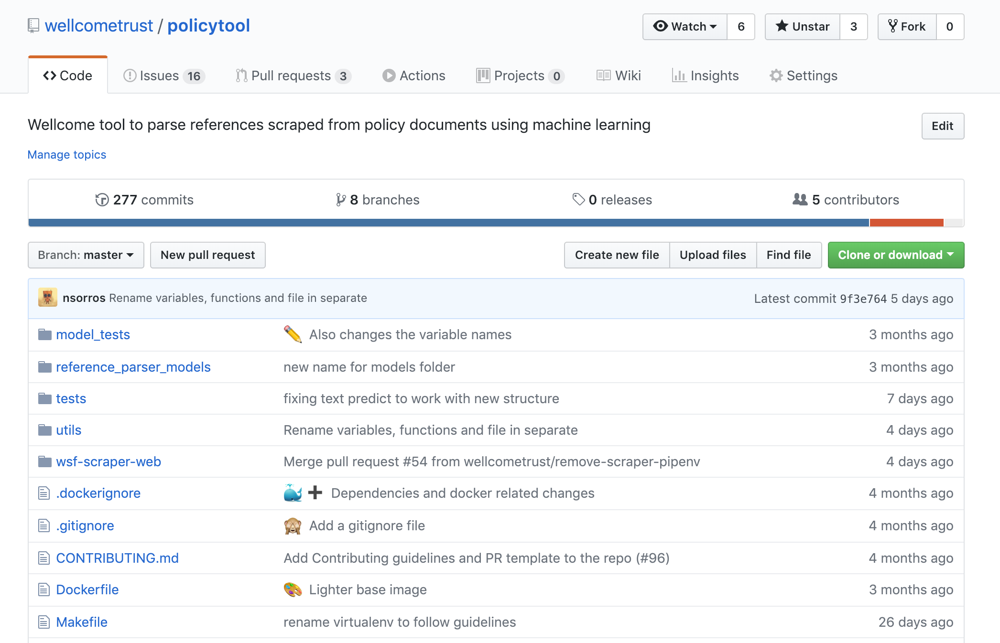 wellcometrust / policytool
Watch 6 Unstar 3 Fork 0
Code Issues 16 Pull requests 3 Actions Projects 0 Wiki Insights Settings
Wellcome tool to parse references scraped from policy documents using machine learning Edit
Manage topics
277 commits 8 branches 0 releases 5 contributors
Branch: master New pull request Create new file Upload files Find file Clone or download
nsorros Rename variables, functions and file in separate Latest commit 9f3e764 5 days ago
model_tests ✏️ Also changes the variable names 3 months ago
reference_parser_models new name for models folder 3 months ago
tests fixing text predict to work with new structure 7 days ago
utils Rename variables, functions and file in separate 4 days ago
wsf-scraper-web Merge pull request #54 from wellcometrust/remove-scraper-pipenv 4 days ago
.dockerignore 🐳 ➕ Dependencies and docker related changes 4 months ago
.gitignore 🙈 Add a gitignore file 4 months ago
CONTRIBUTING.md Add Contributing guidelines and PR template to the repo (#96) 4 months ago
Dockerfile 🎨 Lighter base image 3 months ago
Makefile rename virtualenv to follow guidelines 26 days ago